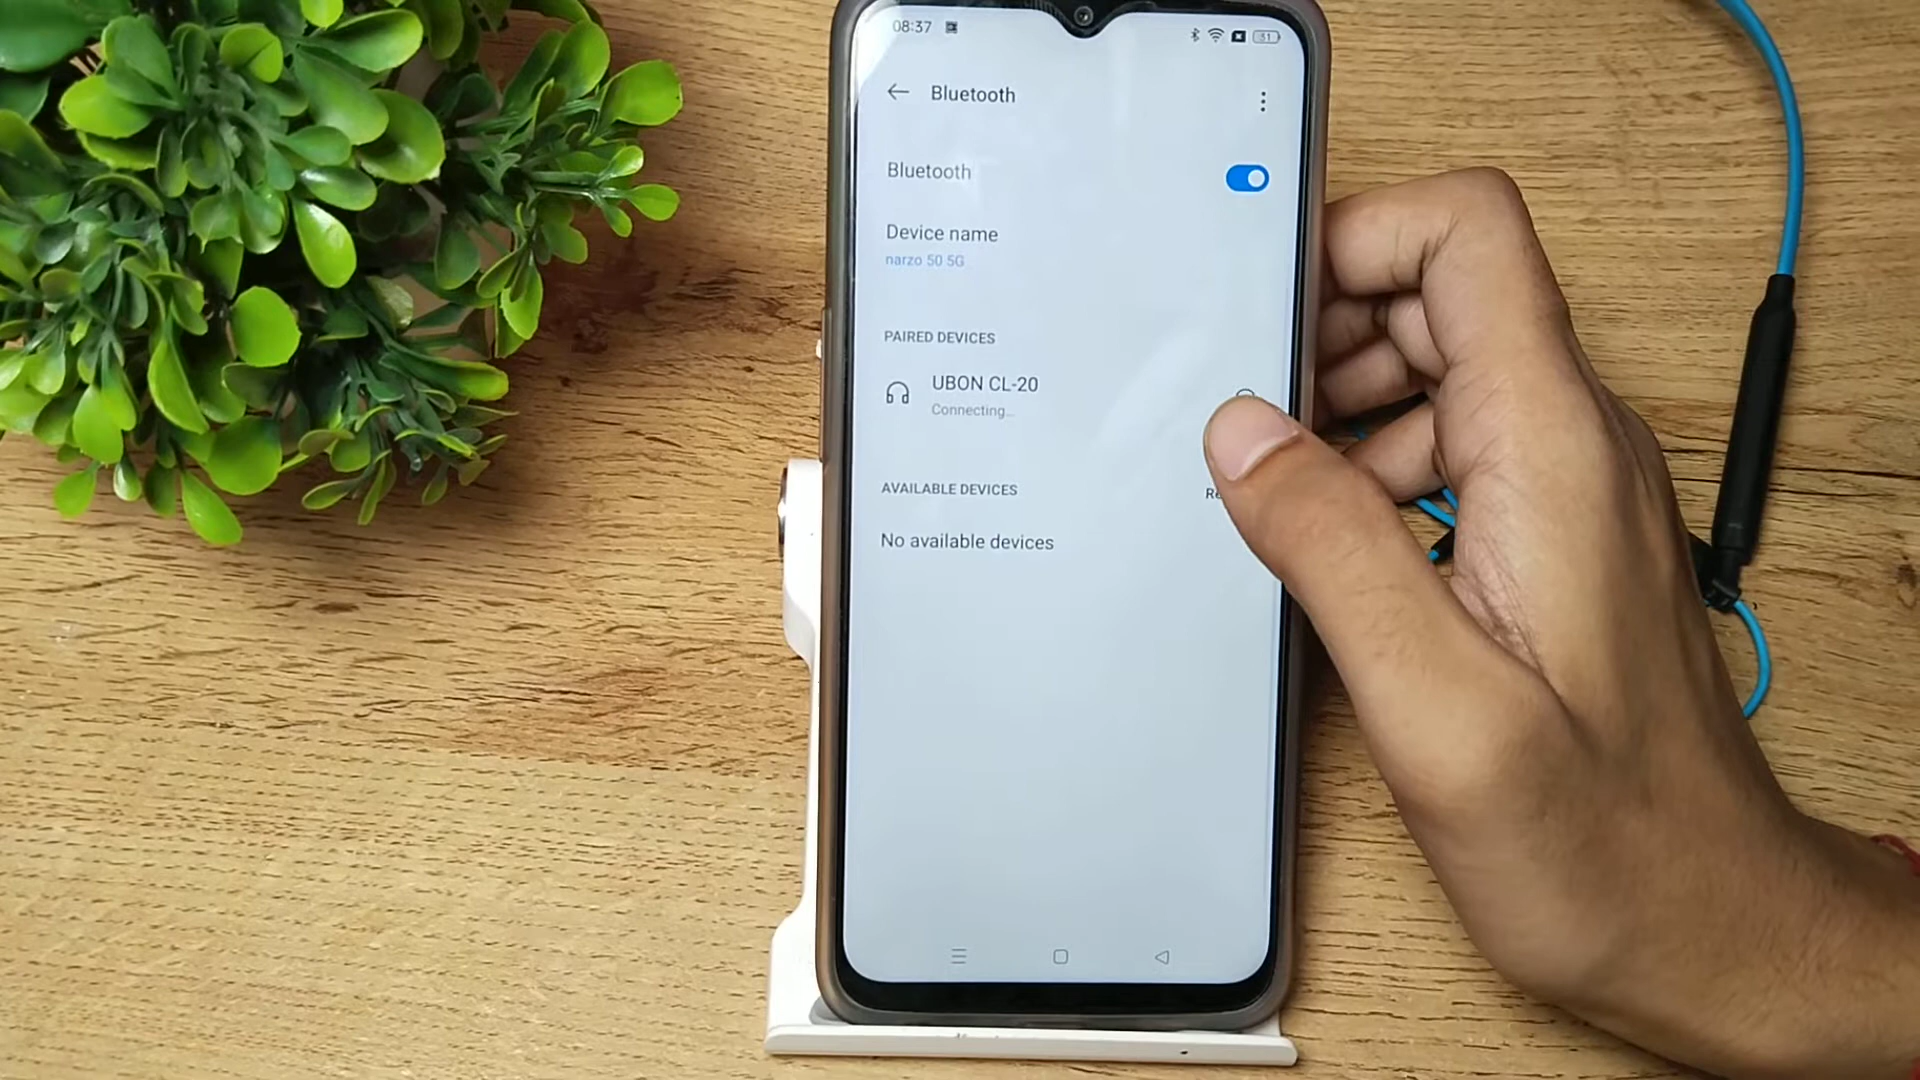 08:37
31
Bluetooth
Bluetooth
Device name
narzo 50 5G
PAIRED DEVICES
UBON CL-20
Connecting...
AVAILABLE DEVICES
No available devices